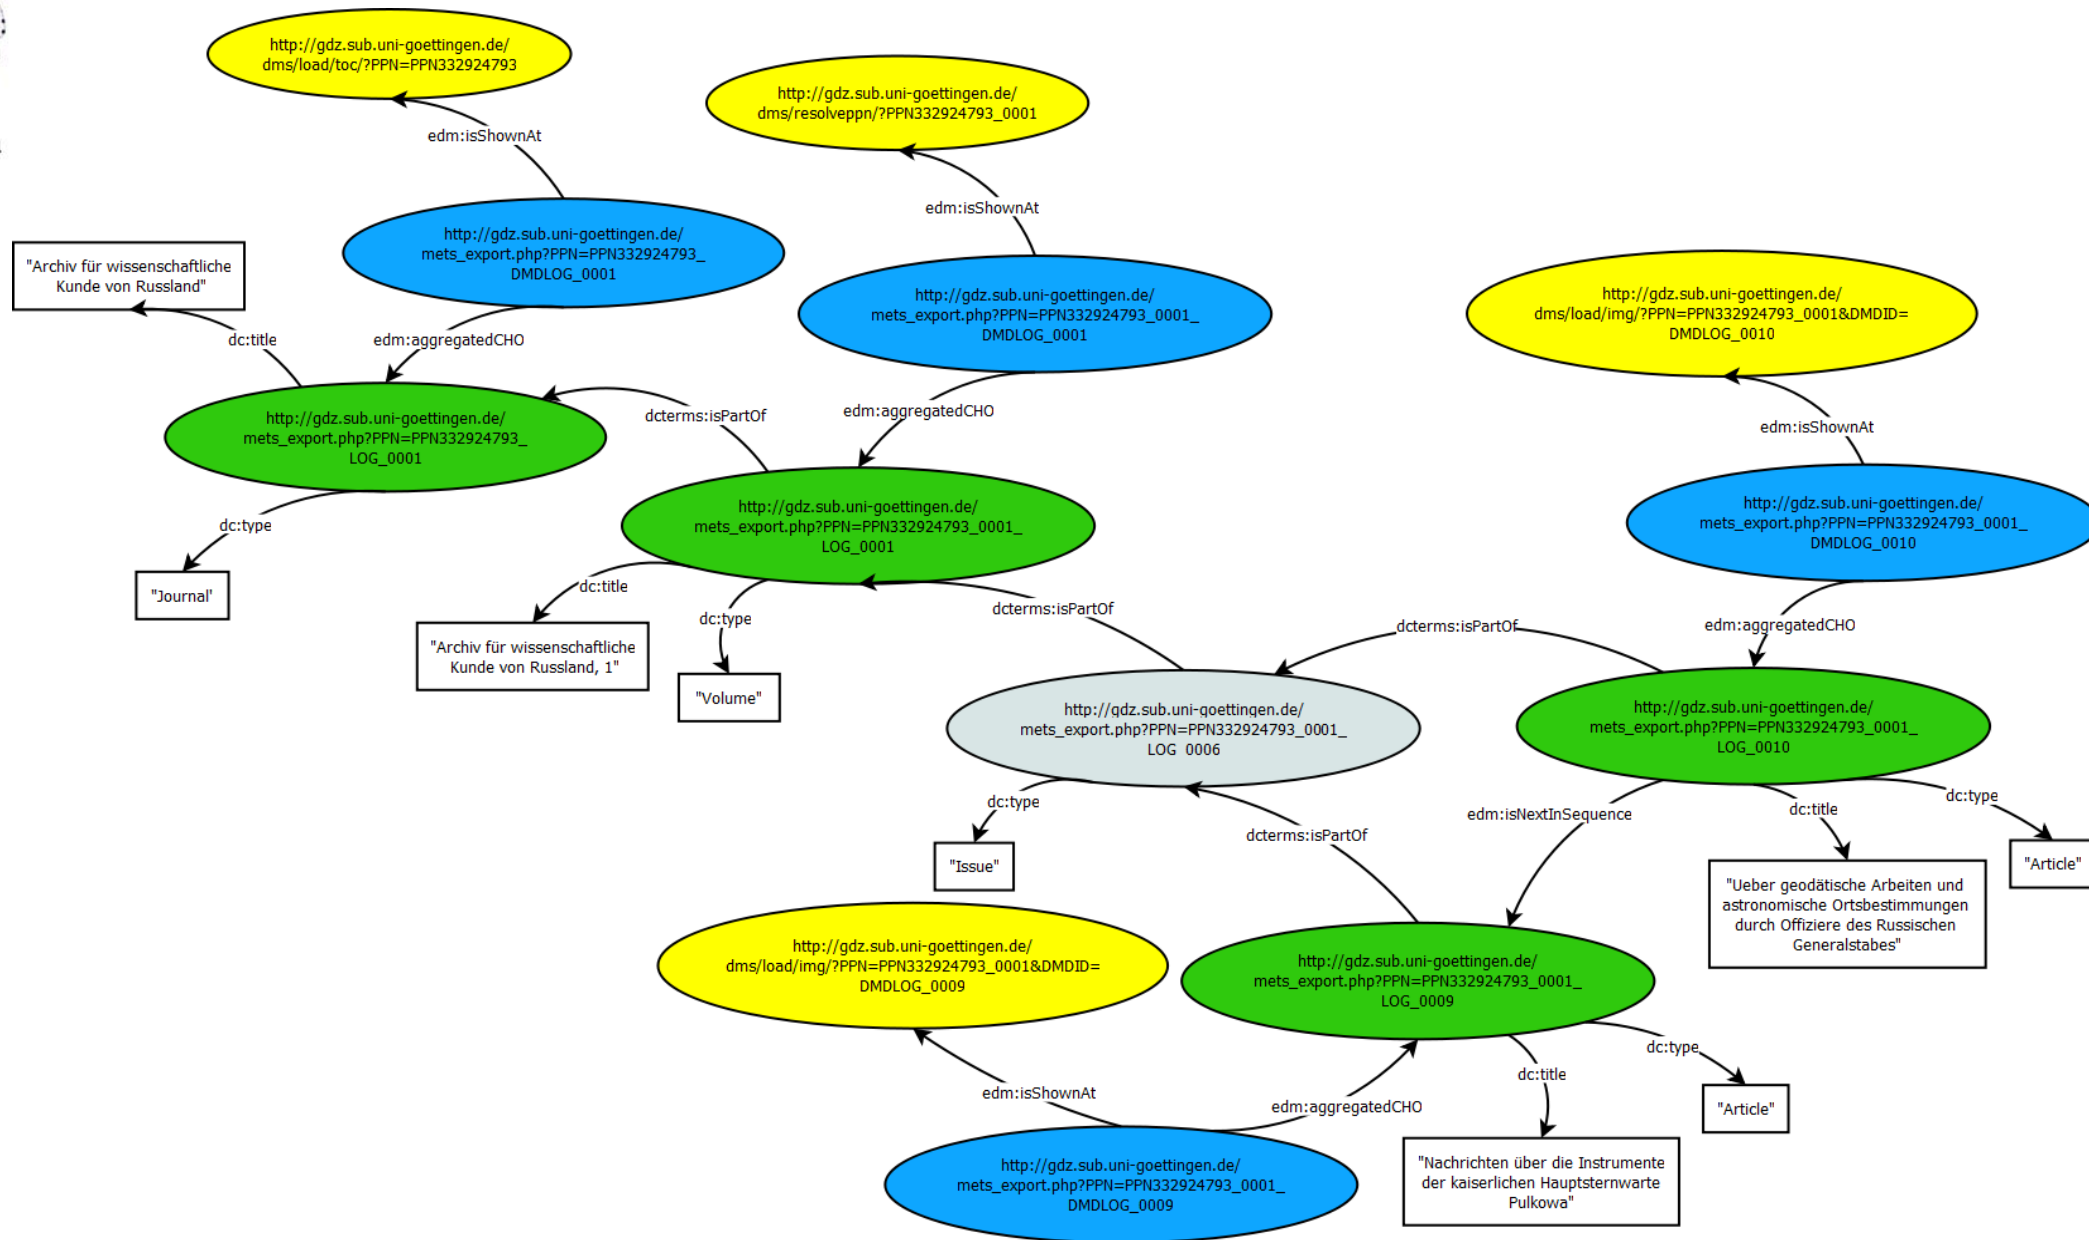 http://gdz.sub.uni-goettingen.de/
dms/load/toc/?PPN=PPN332924793
http://gdz.sub.uni-goettingen.de/
dms/resolveppn/?PPN332924793_0001
edm:isShownAt
edm:isShownAt
http://gdz.sub.uni-goettingen.de/
mets_export.php?PPN=PPN332924793_
DMDLOG_0001
"Archiv für wissenschaftliche
Kunde von Russland"
http://gdz.sub.uni-goettingen.de/
mets_export.php?PPN=PPN332924793_0001_
DMDLOG_0001
http://gdz.sub.uni-goettingen.de/
dms/load/img/?PPN=PPN332924793_0001&DMDID=
DMDLOG_0010
dc:title
edm:aggregatedCHO
dcterms:isPartOf
edm:aggregatedCHO
edm:isShownAt
http://gdz.sub.uni-goettingen.de/
mets_export.php?PPN=PPN332924793_
LOG_0001
http://gdz.sub.uni-goettingen.de/
mets_export.php?PPN=PPN332924793_0001_
LOG_0001
http://gdz.sub.uni-goettingen.de/
mets_export.php?PPN=PPN332924793_0001_
DMDLOG_0010
dc:type
"Journal'
dc:title
dc:type
dcterms:isPartOf
dcterms:isPartOf
edm:aggregatedCHO
"Archiv für wissenschaftliche
Kunde von Russland, 1"
"Volume"
http://gdz.sub.uni-goettingen.de/
mets_export.php?PPN=PPN332924793_0001_
LOG_0006
http://gdz.sub.uni-goettingen.de/
mets_export.php?PPN=PPN332924793_0001_
LOG_0010
dc:type
dcterms:isPartOf
edm:isNextInSequence
dc:title
dc:type
"Issue"
"Article"
"Ueber geodätische Arbeiten und
astronomische Ortsbestimmungen
durch Offiziere des Russischen
Generalstabes"
http://gdz.sub.uni-goettingen.de/
dms/load/img/?PPN=PPN332924793_0001&DMDID=
DMDLOG_0009
http://gdz.sub.uni-goettingen.de/
mets_export.php?PPN=PPN332924793_0001_
LOG_0009
edm:isShownAt
edm:aggregatedCHO
dc:title
dc:type
"Article"
http://gdz.sub.uni-goettingen.de/
mets_export.php?PPN=PPN332924793_0001_
DMDLOG_0009
"Nachrichten über die Instrumente
der kaiserlichen Hauptsternwarte
Pulkowa"